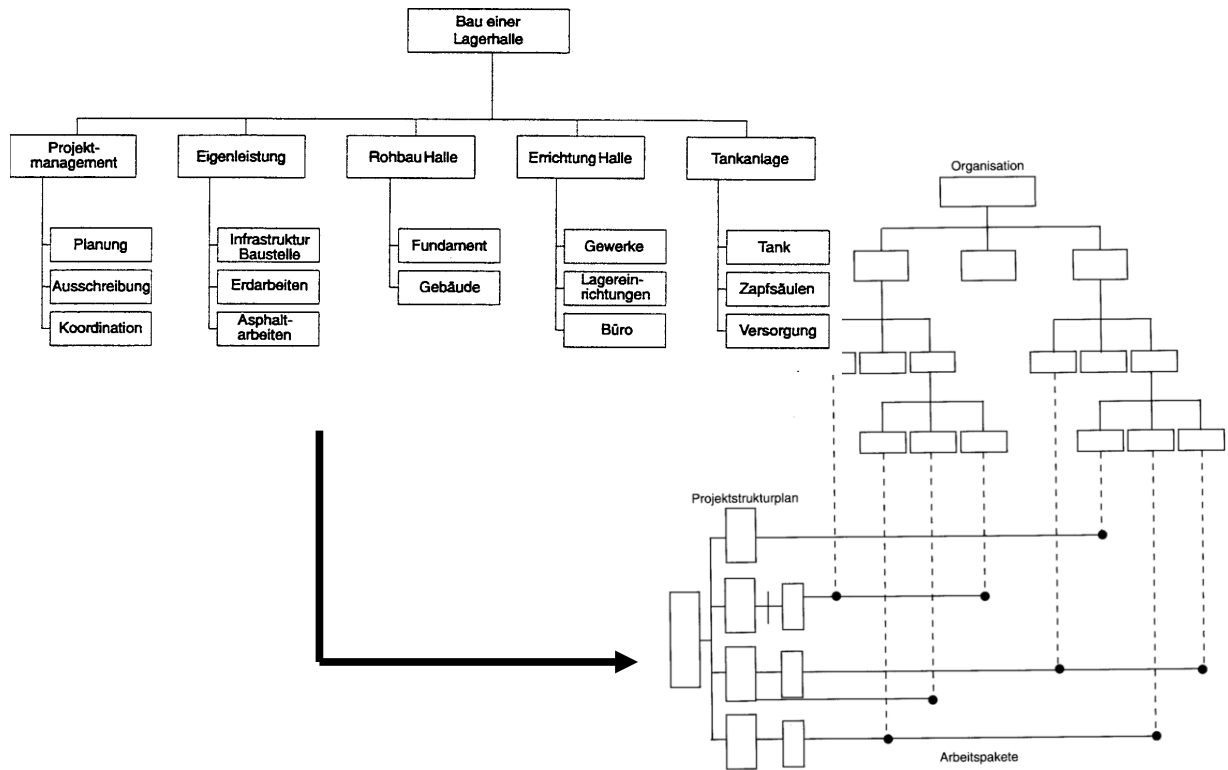 Bau einer
Lagerhalle
Projekt-
management
Eigenleistung
Rohbau Halle
Errichtung Halle
Tankanlage
Planung
Ausschreibung
Koordination
Infrastruktur
Baustelle
Erdarbeiten
Asphalt-
arbeiten
Fundament
Gebäude
Gewerke
Lagerein-
richtungen
Büro
Tank
Zapfsäulen
Versorgung
Organisation
Projektstrukturplan
Arbeitspakete